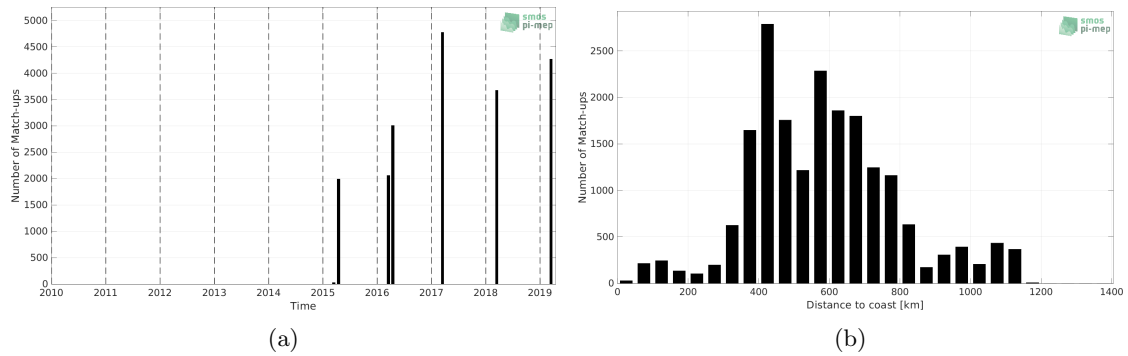 smos
pi-mep
Number of Match-ups
5000
4500
4000
3500
3000
2500
2000
1500
1000
500
0
2010 2011 2012 2013 2014 2015 2016 2017 2018 2019
Time
(a)
smos
pi-mep
Number of Match-ups
2500
2000
1500
1000
500
0
0 200 400 600 800 1000 1200 1400
Distance to coast [km]
(b)